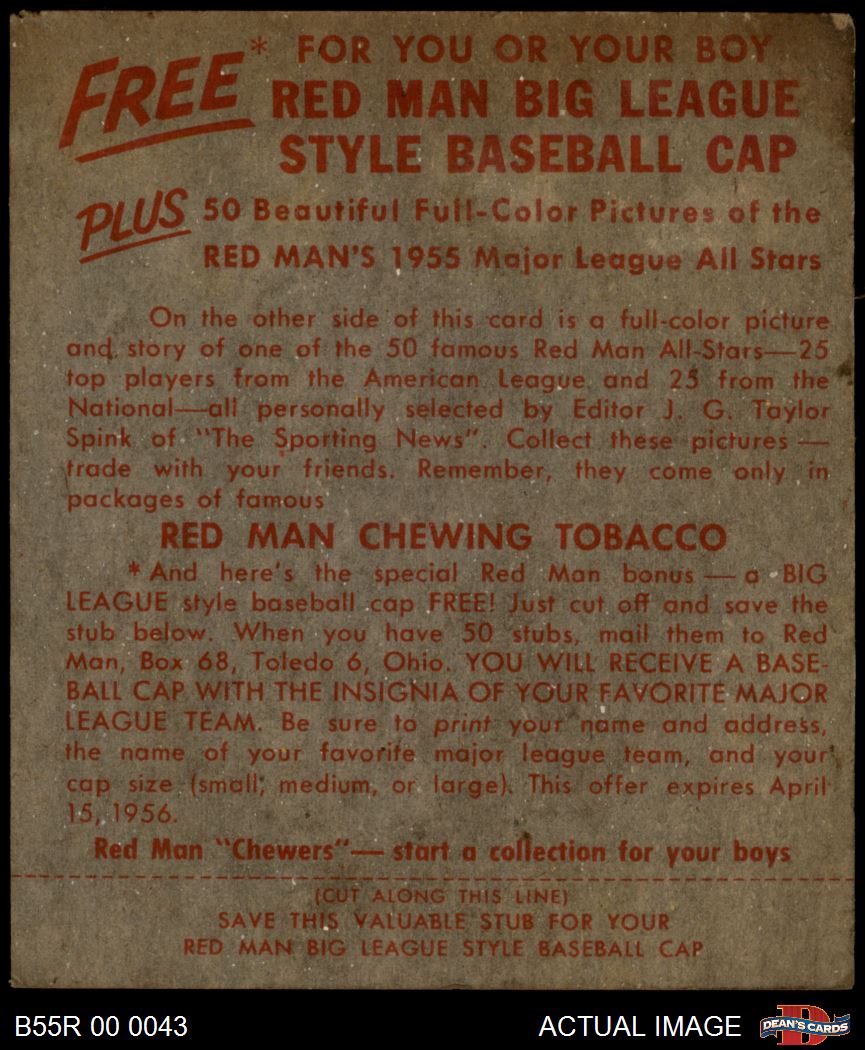 FREE* FOR YOU OR YOUR BOY
RED MAN BIG LEAGUE
STYLE BASEBALL CAP
PLUS 50 Beautiful Full-Color Pictures of the
RED MAN'S 1955 Major League All Stars
On the other side of this card is a full-color picture
and story of one of the 50 famous Red Man All-Stars—25
top players from the American League and 25 from the
National—all personally selected by Editor J. G. Taylor
Spink of "The Sporting News". Collect these pictures —
trade with your friends. Remember, they come only in
packages of famous
RED MAN CHEWING TOBACCO
* And here's the special Red Man bonus — a BIG
LEAGUE style baseball cap FREE! Just cut off and save the
stub below. When you have 50 stubs, mail them to Red
Man, Box 68, Toledo 6, Ohio. YOU WILL RECEIVE A BASE-
BALL CAP WITH THE INSIGNIA OF YOUR FAVORITE MAJOR
LEAGUE TEAM. Be sure to print your name and address,
the name of your favorite major league team, and your
cap size (small, medium, or large). This offer expires April
15, 1956.
Red Man "Chewers"— start a collection for your boys
(CUT ALONG THIS LINE)
SAVE THIS VALUABLE STUB FOR YOUR
RED MAN BIG LEAGUE STYLE BASEBALL CAP
B55R 00 0043 ACTUAL IMAGE D DEAN'S CARDS